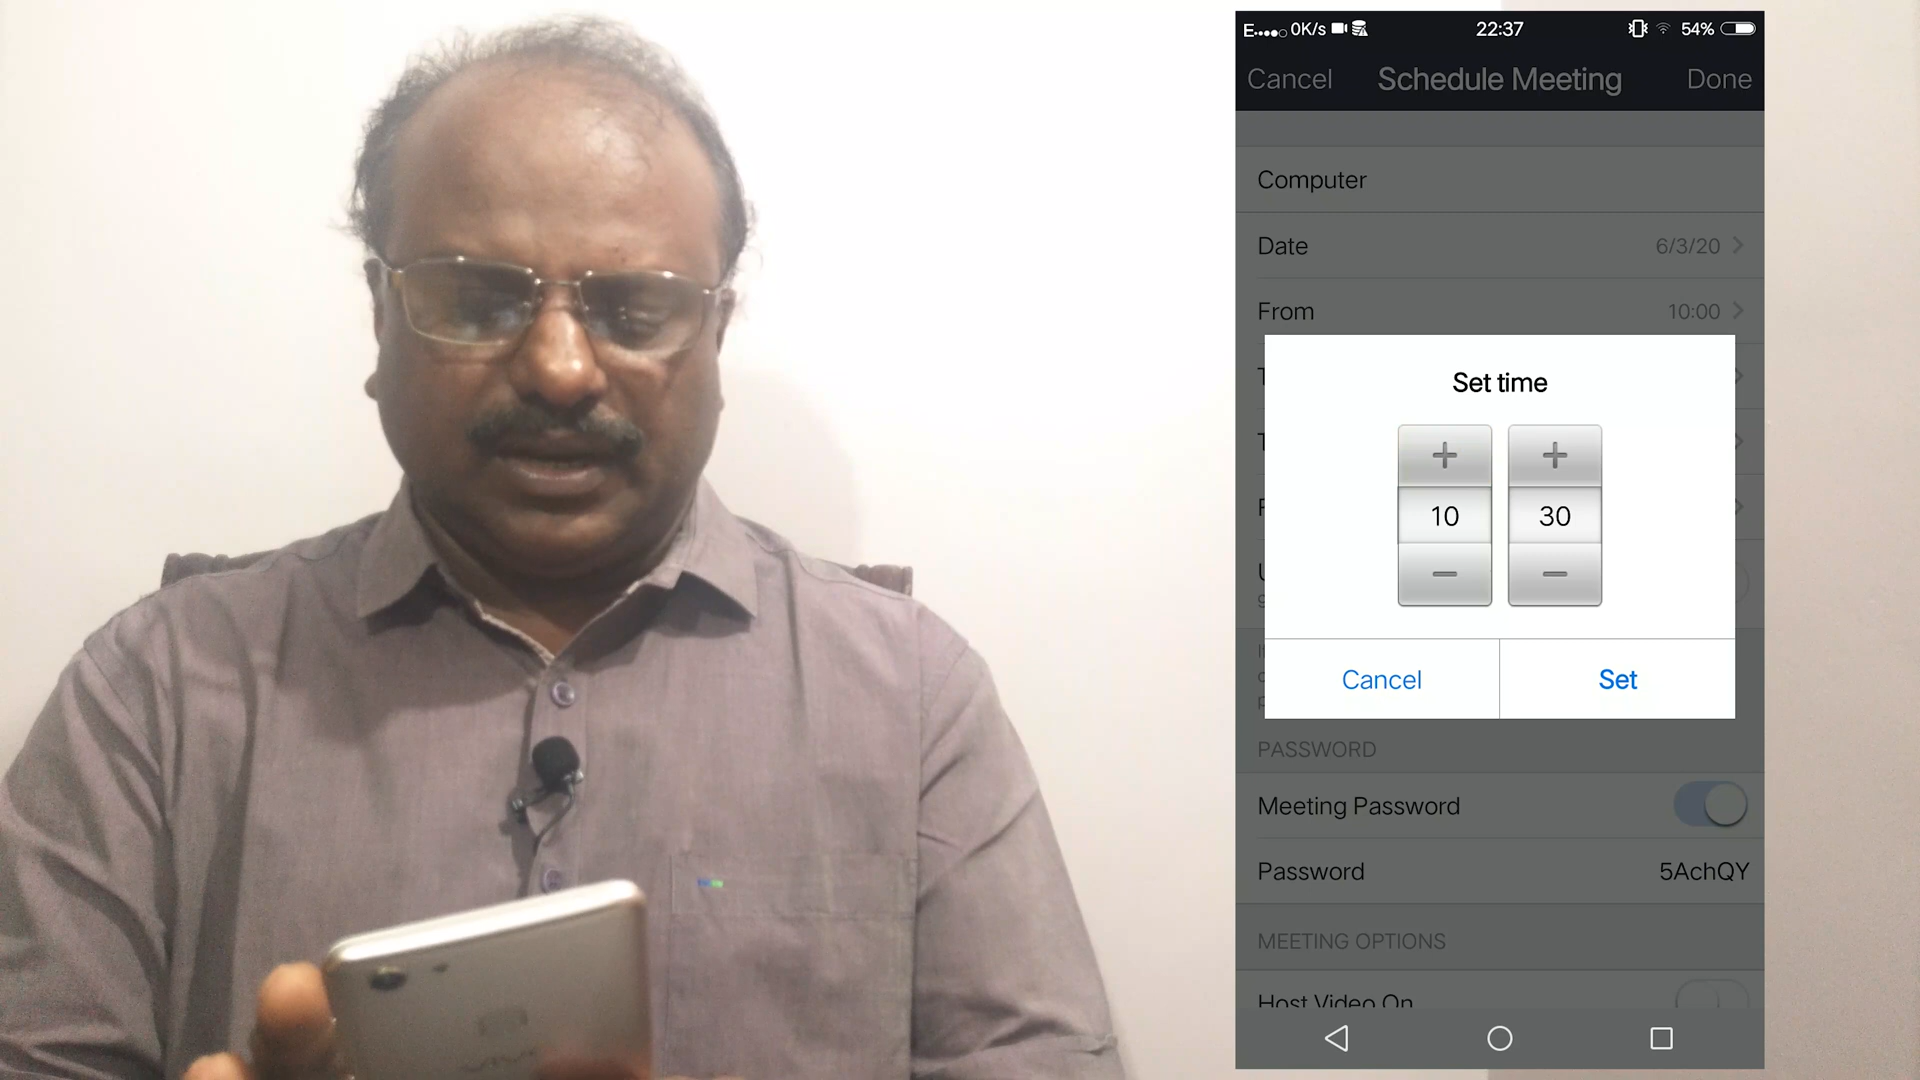 E 0K/s 22:37 54%
Cancel Schedule Meeting Done
Computer
Date 6/3/20
From 10:00
Set time
10 30
Cancel Set
PASSWORD
Meeting Password
Password 5AchQY
MEETING OPTIONS
Host Video On